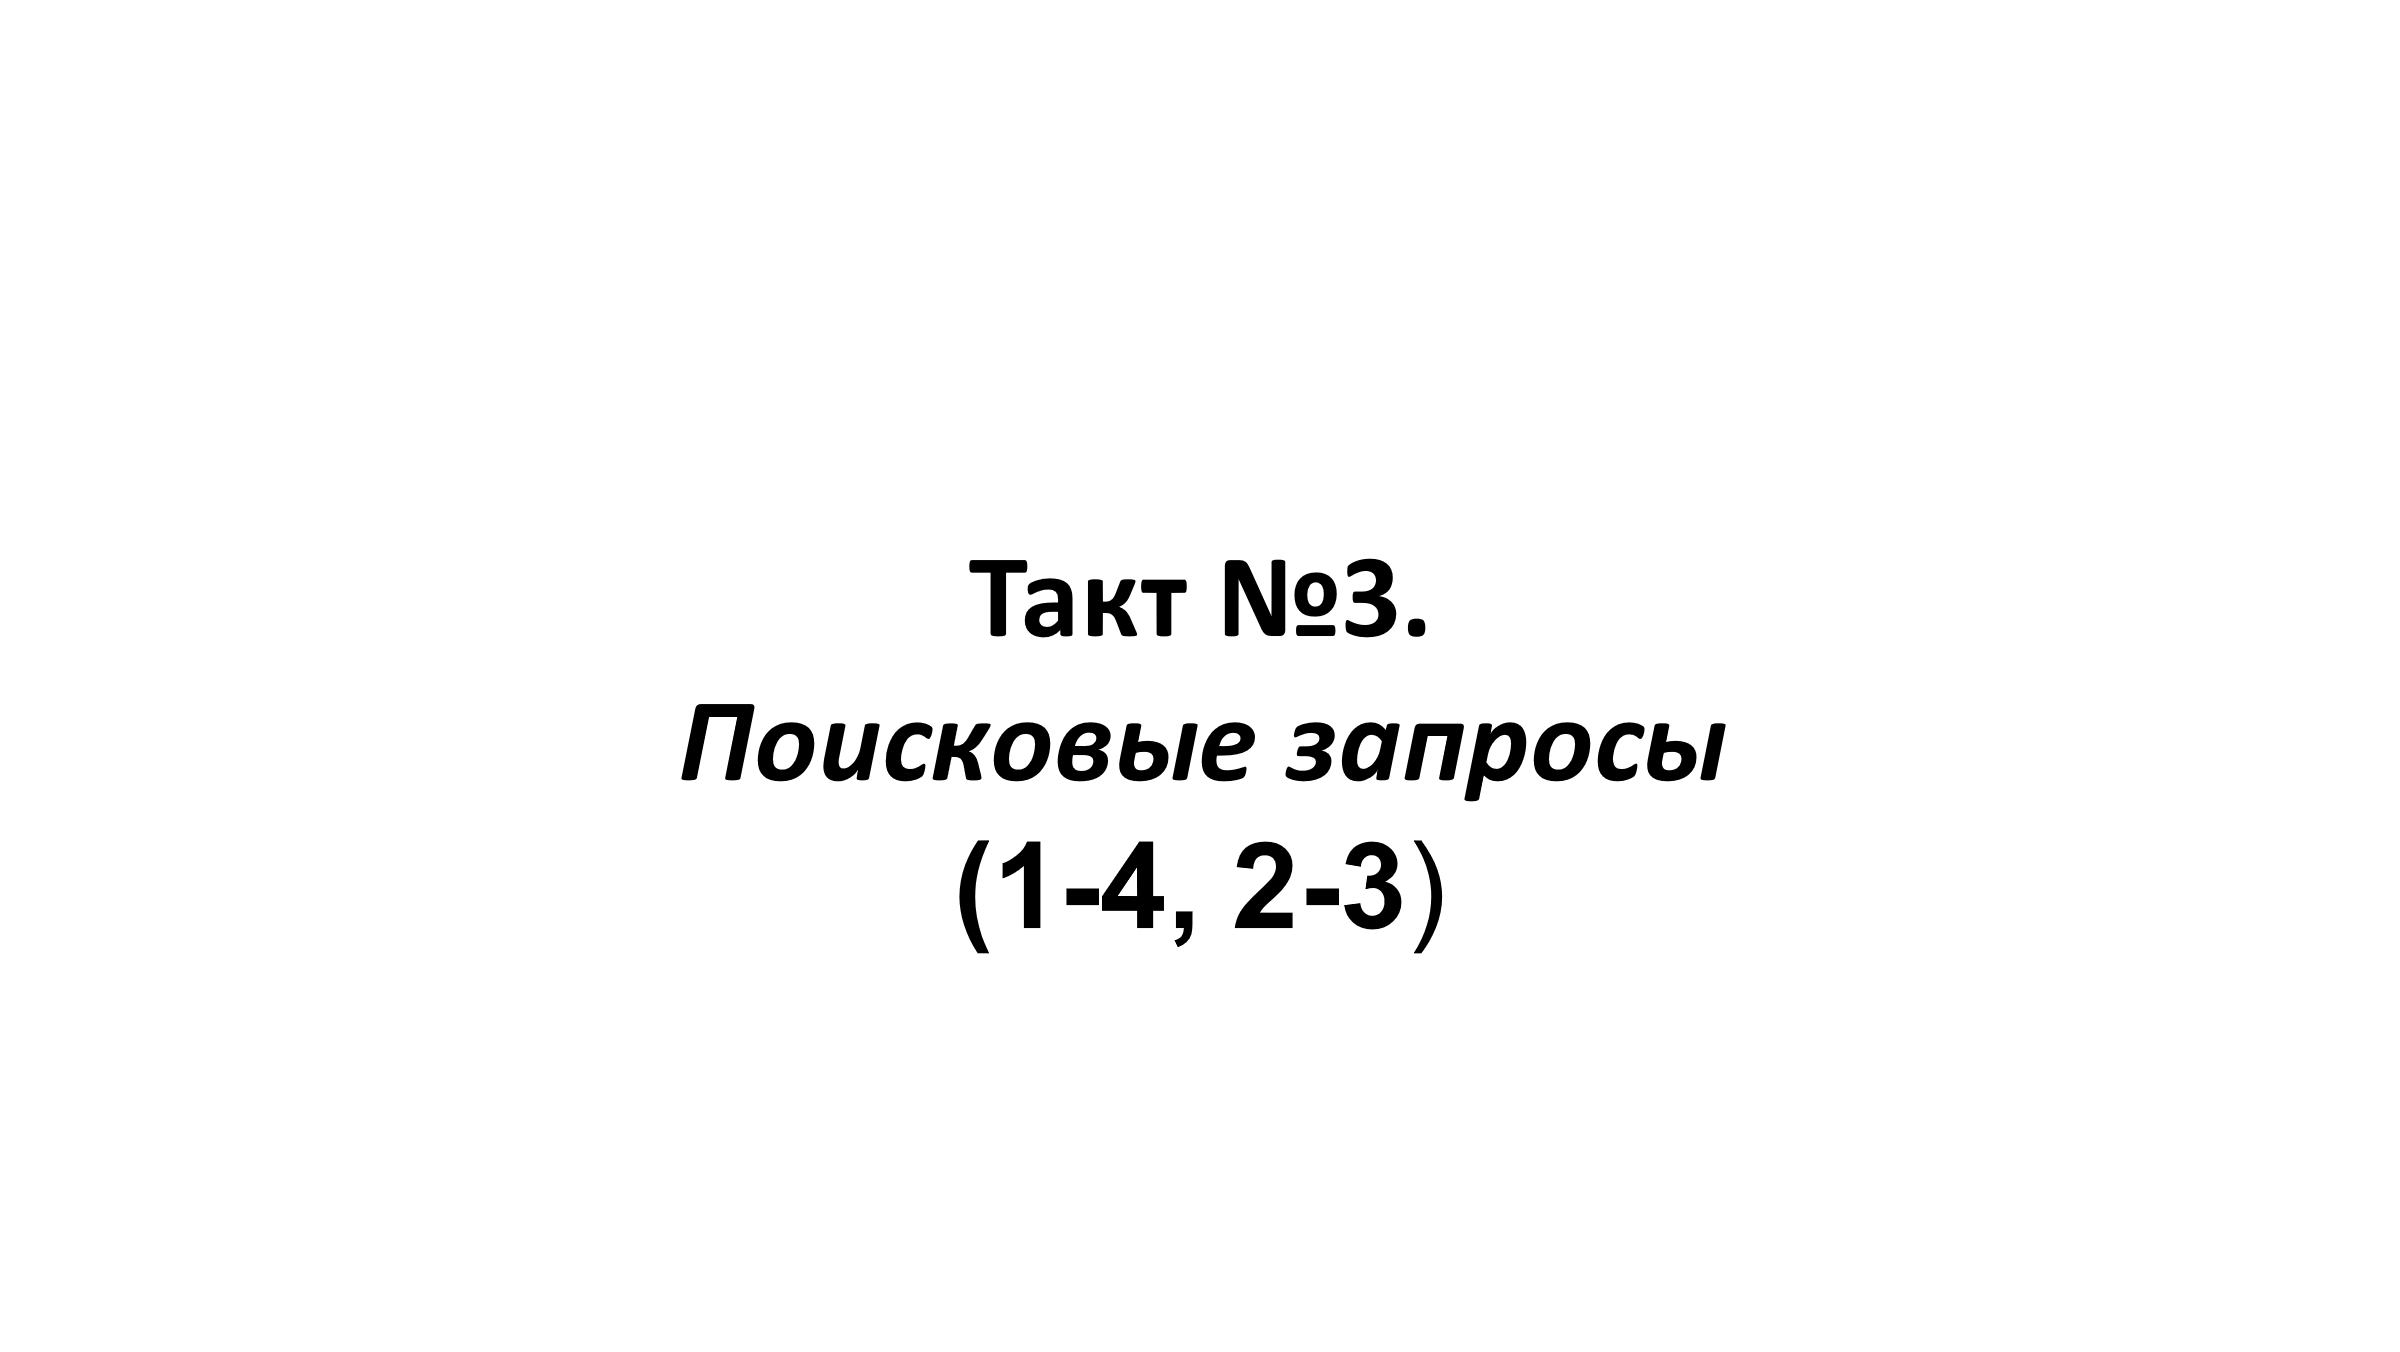 Такт №3.
Поисковые запросы
(1-4, 2-3)